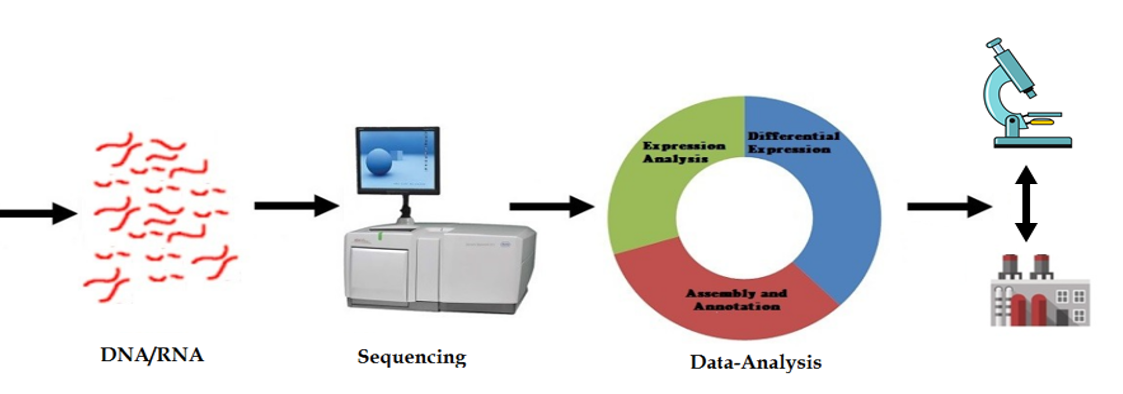 Differential
Expression
Expression
Analysis
Assembly and
Annotation
DNA/RNA
Sequencing
Data-Analysis